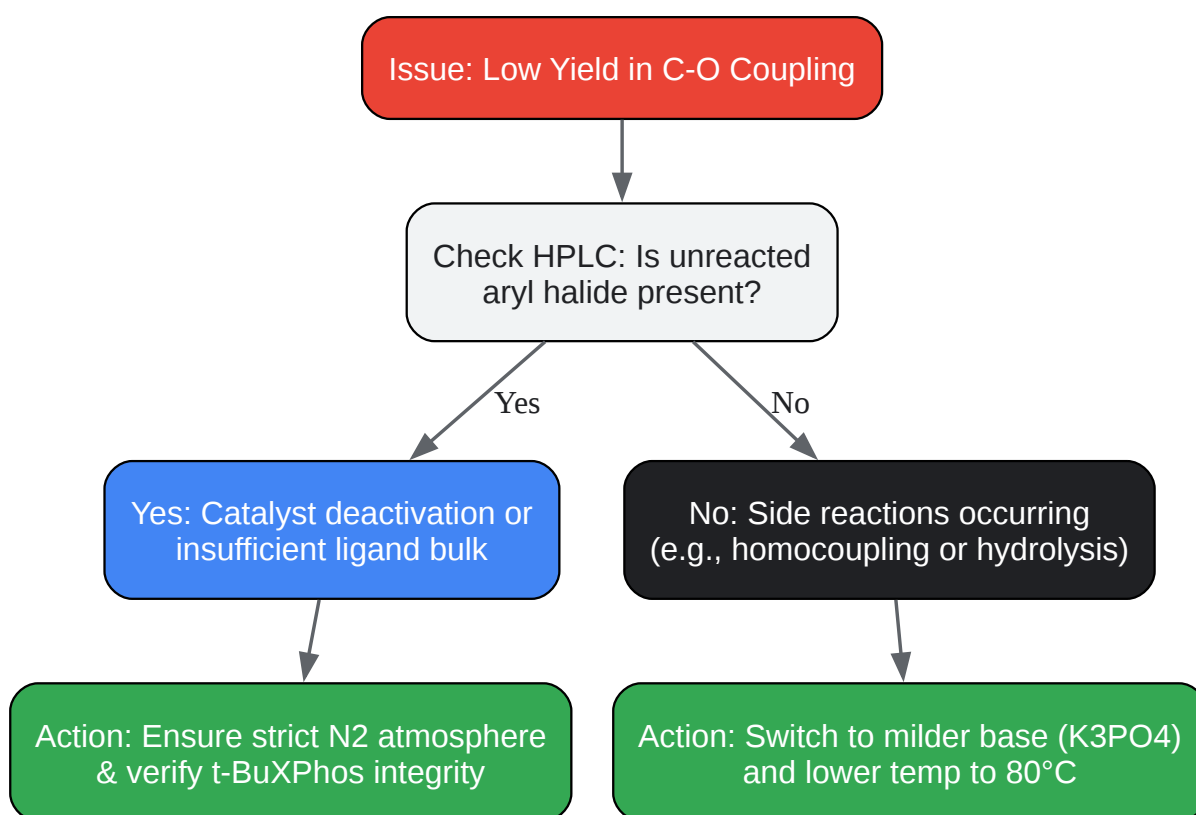 Issue: Low Yield in C-O Coupling
Check HPLC: Is unreacted
aryl halide present?
Yes
No
Yes: Catalyst deactivation or
insufficient ligand bulk
No: Side reactions occurring
(e.g., homocoupling or hydrolysis)
Action: Ensure strict N2 atmosphere
& verify t-BuXPhos integrity
Action: Switch to milder base (K3PO4)
and lower temp to 80°C